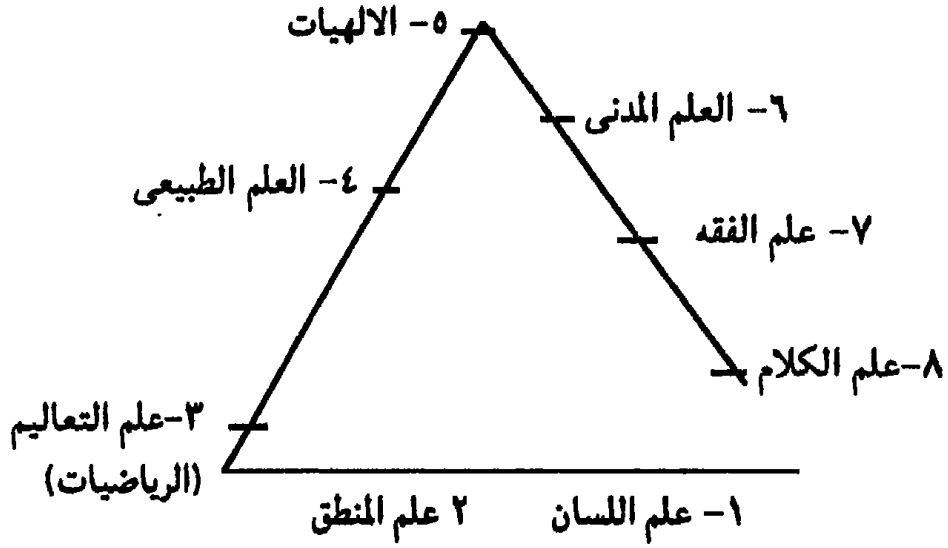 ٥- الالهيات
٦- العلم المدنى
٤- العلم الطبيعى
٧- علم الفقه
٨-علم الكلام
٣-علم التعاليم
(الرياضيات)
١- علم اللسان
٢ علم المنطق